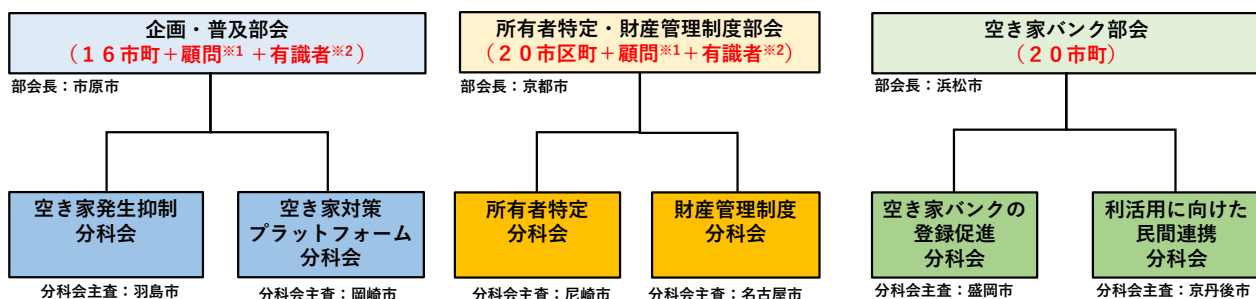 企画・普及部会
（１６市町＋顧問※1 ＋有識者※2）
部会長：市原市
空き家発生抑制
分科会
分科会主査：羽島市
空き家対策
プラットフォーム
分科会
分科会主査：岡崎市
所有者特定・財産管理制度部会
（２０市区町＋顧問※1＋有識者※2）
部会長：京都市
所有者特定
分科会
分科会主査：尼崎市
財産管理制度
分科会
分科会主査：名古屋市
空き家バンク部会
（２０市町）
部会長：浜松市
空き家バンクの
登録促進
分科会
分科会主査：盛岡市
利活用に向けた
民間連携
分科会
分科会主査：京丹後市